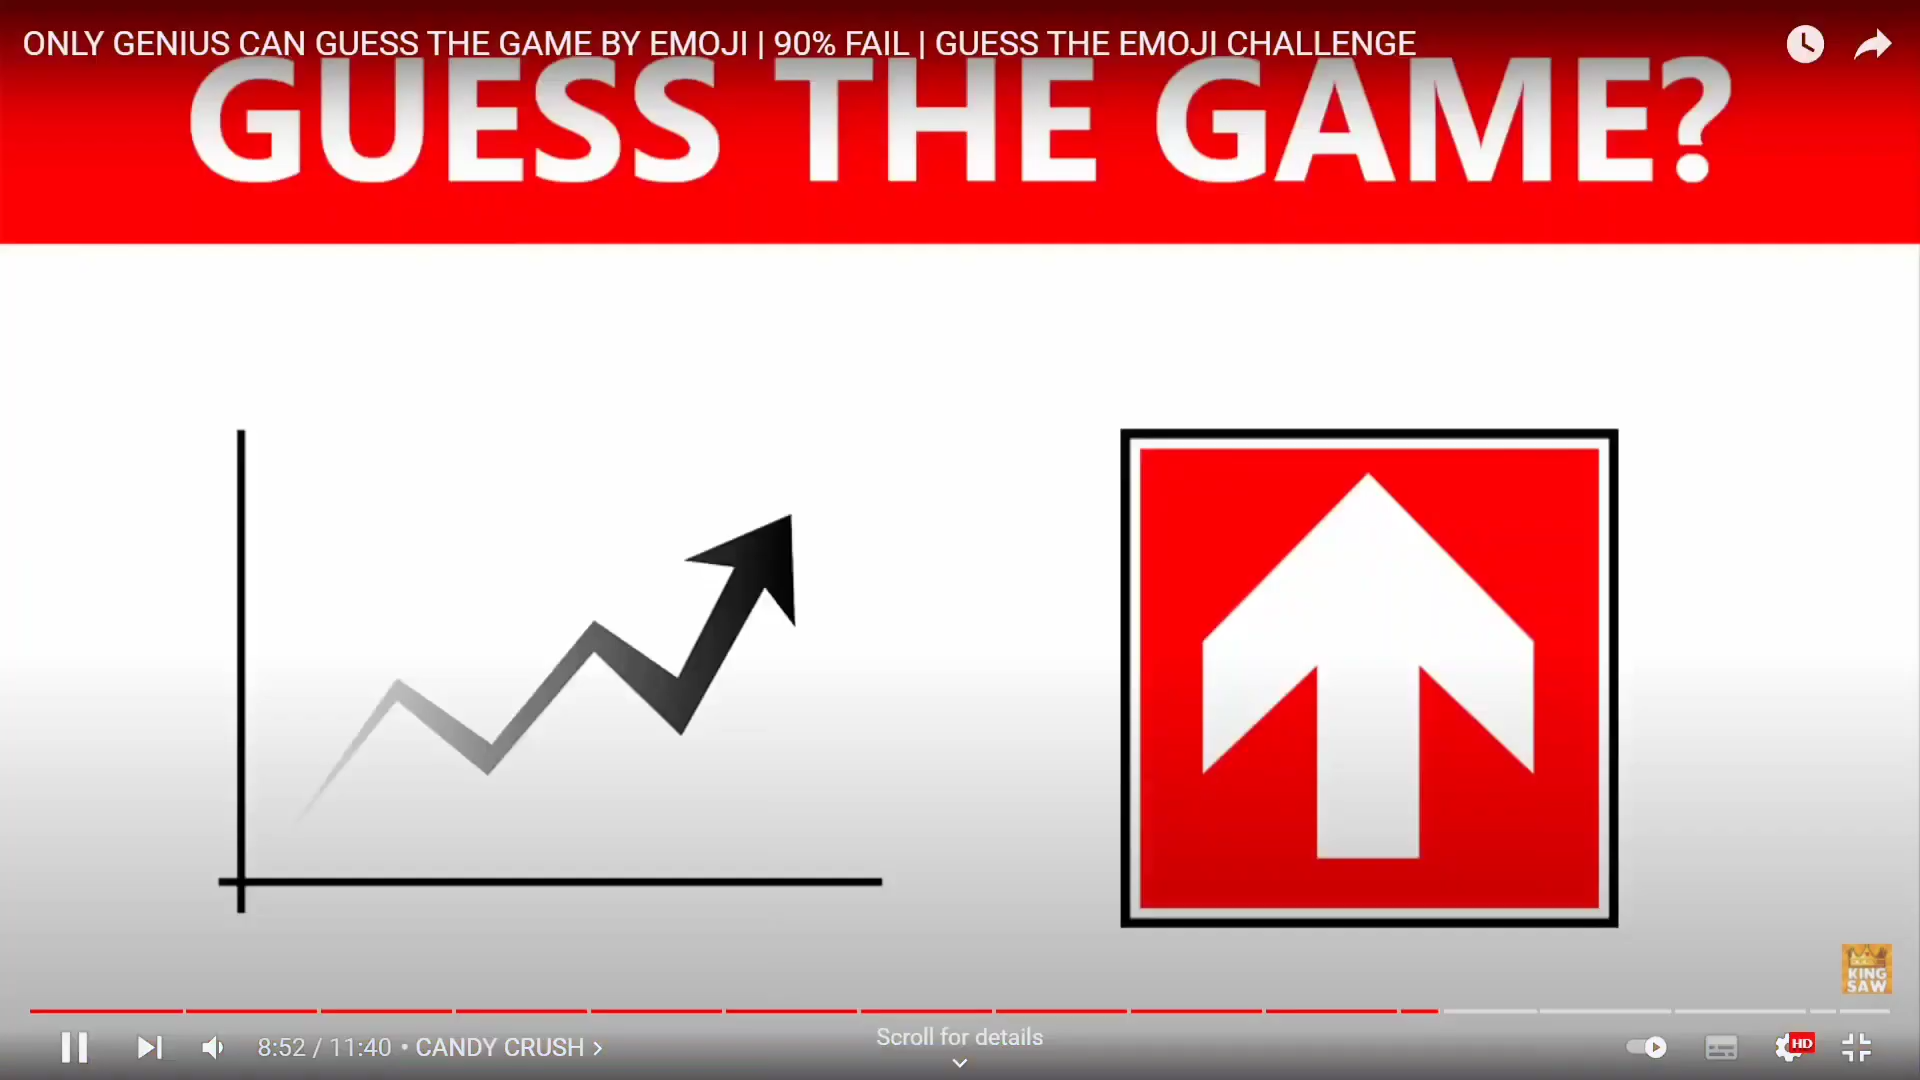 ONLY GENIUS CAN GUESS THE GAME BY EMOJI | 90% FAIL | GUESS THE EMOJI CHALLENGE
GUESS THE GAME?
KING
SAW
8:52 / 11:40 • CANDY CRUSH
Scroll for details
HD